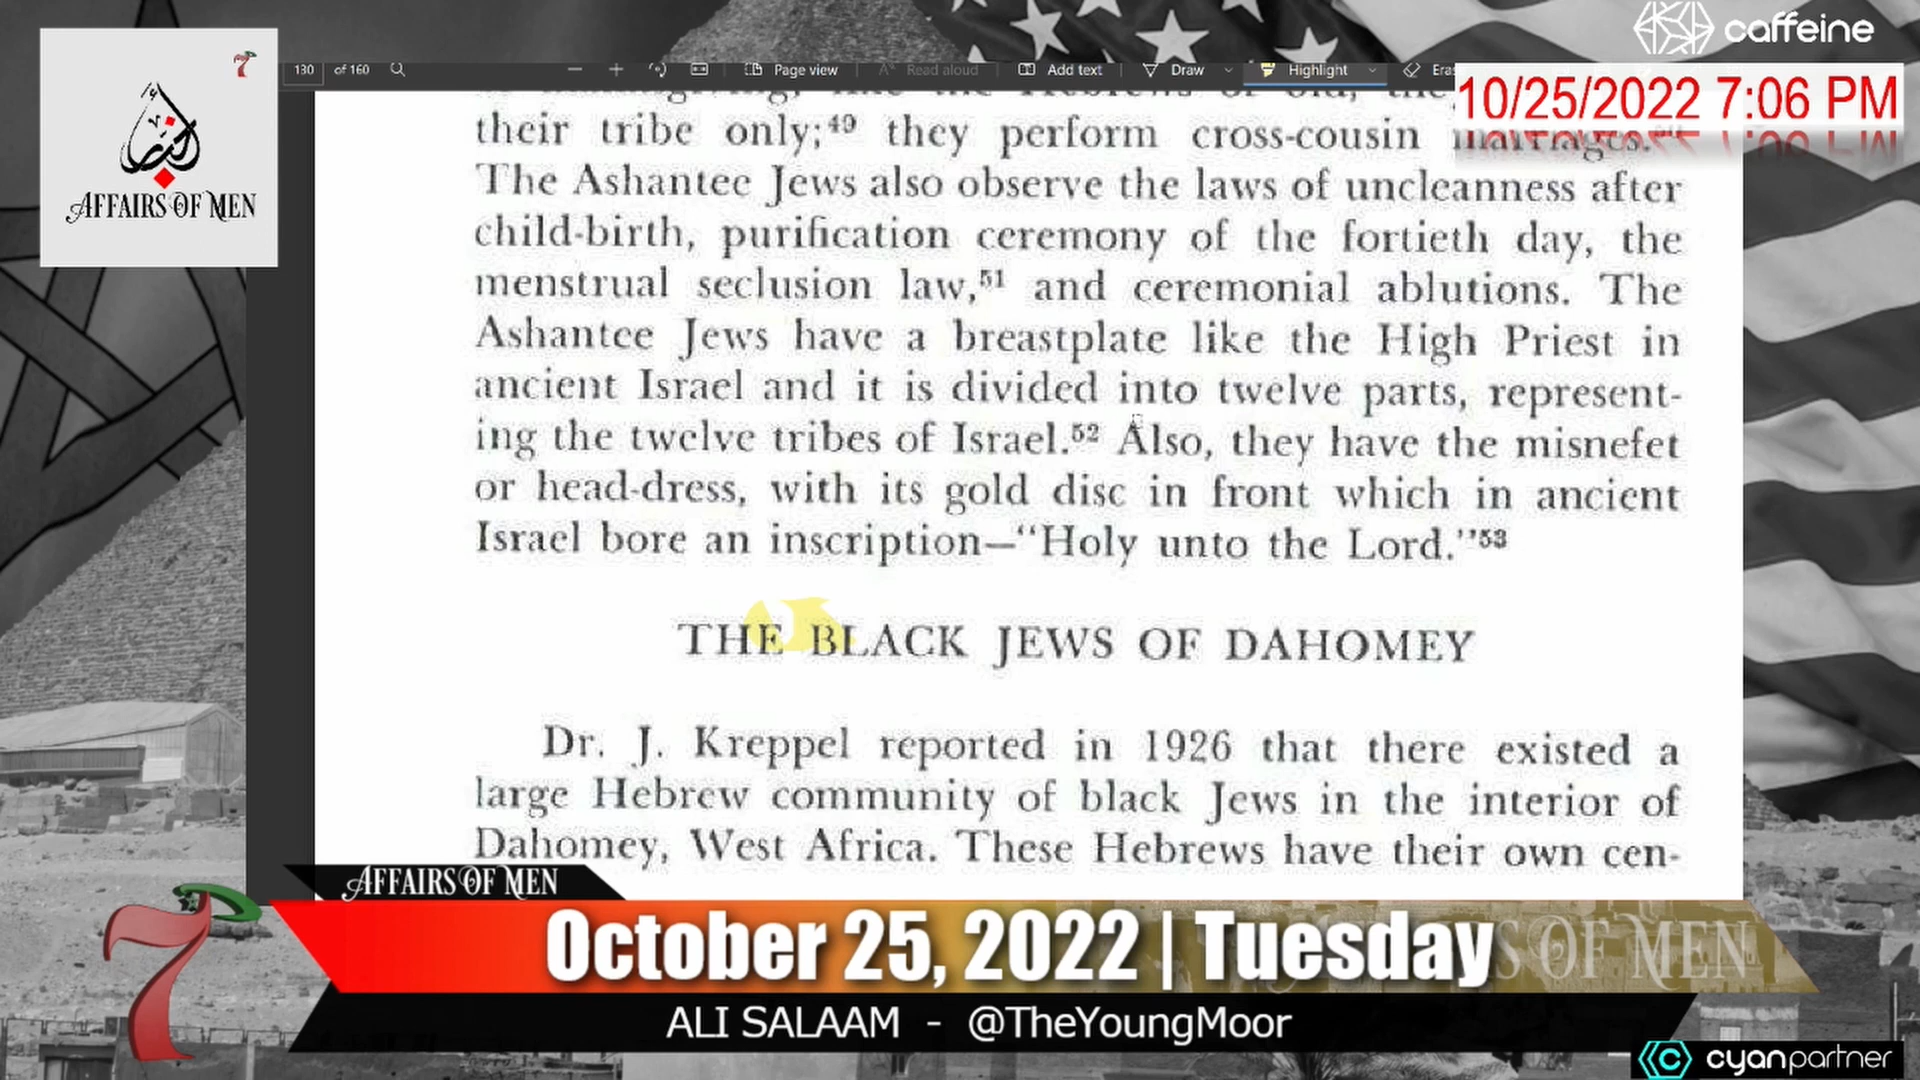 caffeine
7
AFFAIRS OF MEN
130 of 160
Page view
Read aloud
Add text
Draw
Highlight
10/25/2022 7:06 PM
their tribe only;⁴⁹ they perform cross-cousin marriages.
The Ashantee Jews also observe the laws of uncleanness after
child-birth, purification ceremony of the fortieth day, the
menstrual seclusion law,⁵¹ and ceremonial ablutions. The
Ashantee Jews have a breastplate like the High Priest in
ancient Israel and it is divided into twelve parts, represent-
ing the twelve tribes of Israel.⁵² Also, they have the misnefet
or head-dress, with its gold disc in front which in ancient
Israel bore an inscription—"Holy unto the Lord."⁵³
THE BLACK JEWS OF DAHOMEY
Dr. J. Kreppel reported in 1926 that there existed a
large Hebrew community of black Jews in the interior of
Dahomey, West Africa. These Hebrews have their own cen-
AFFAIRS OF MEN
7
October 25, 2022 | Tuesday
S OF MEN
ALI SALAAM - @TheYoungMoor
cyanpartner